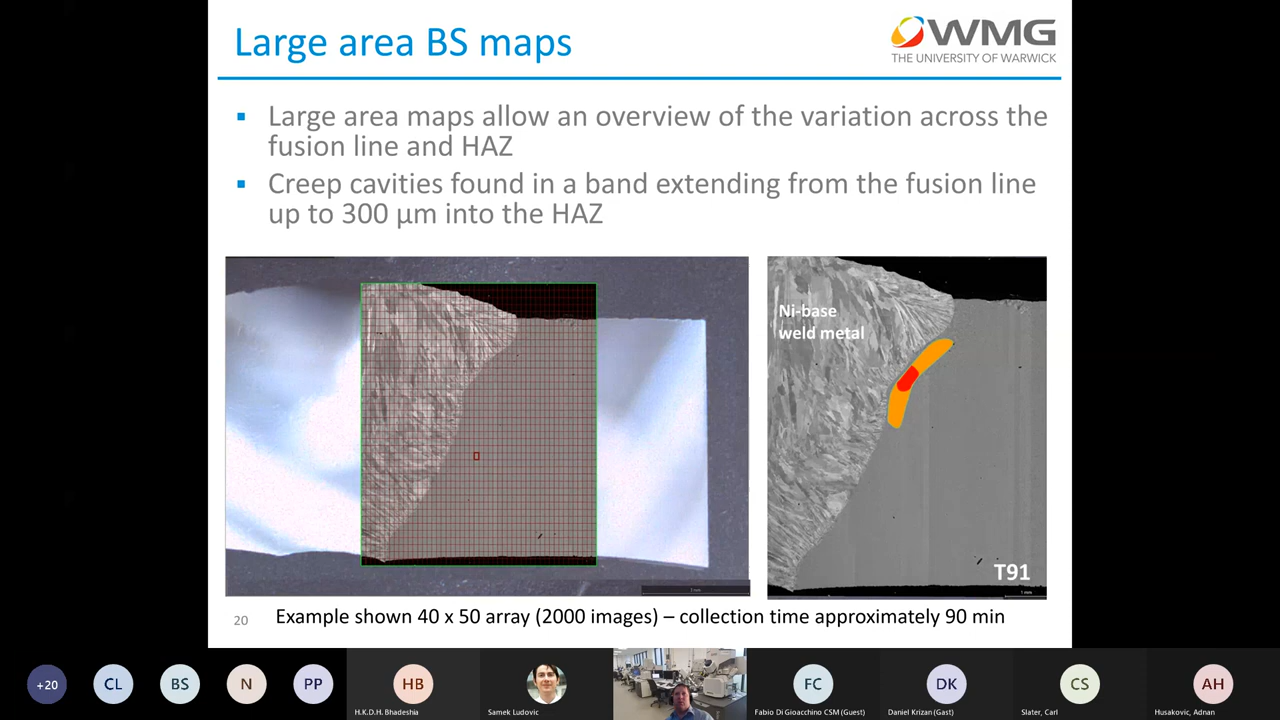 Large area BS maps
WMG
THE UNIVERSITY OF WARWICK
Large area maps allow an overview of the variation across the
fusion line and HAZ
Creep cavities found in a band extending from the fusion line
up to 300 µm into the HAZ
Ni-base
weld metal
T91
1 mm
20
Example shown 40 x 50 array (2000 images) – collection time approximately 90 min
+20
CL
BS
N
PP
HB
H.K.D.H. Bhadeshia
Samek Ludovic
FC
Fabio Di Gioacchino CSM (Guest)
DK
Daniel Krizan (Gast)
CS
Slater, Carl
AH
Husakovic, Adnan